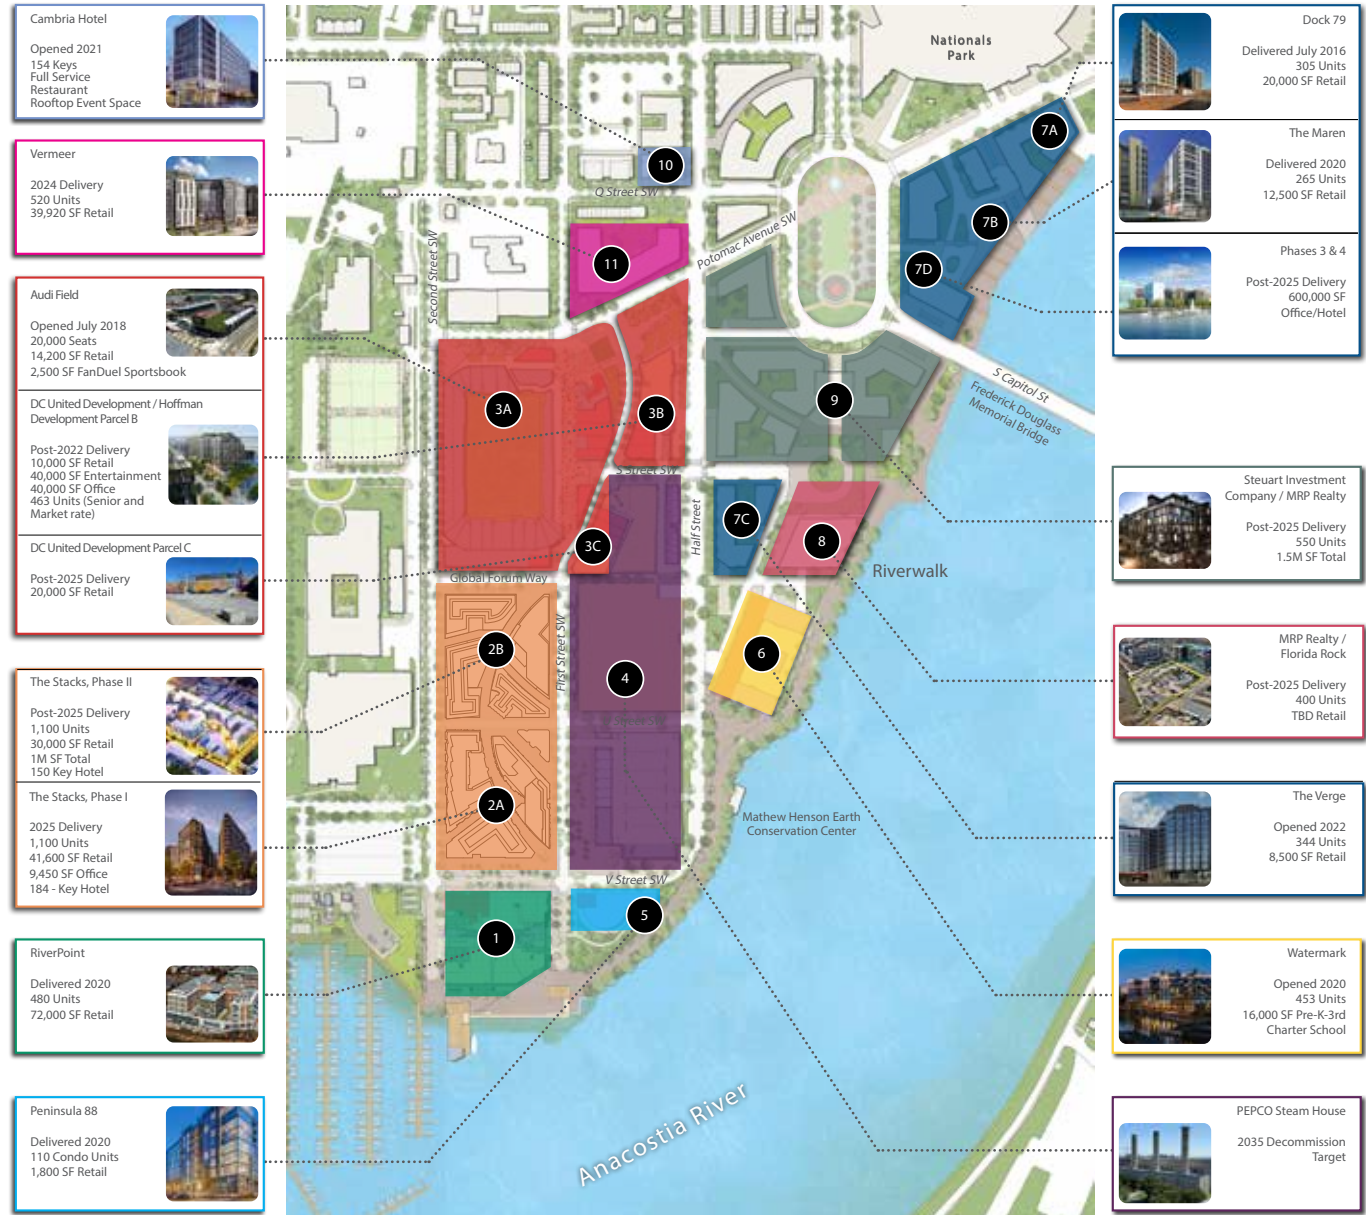 Cambria Hotel
Opened 2021
154 Keys
Full Service
Restaurant
Rooftop Event Space
Vermeer
2024 Delivery
520 Units
39,920 SF Retail
Audi Field
Opened July 2018
20,000 Seats
14,200 SF Retail
2,500 SF FanDuel Sportsbook
DC United Development / Hoffman
Development Parcel B
Post-2022 Delivery
10,000 SF Retail
40,000 SF Entertainment
40,000 SF Office
463 Units (Senior and
Market rate)
DC United Development Parcel C
Post-2025 Delivery
20,000 SF Retail
The Stacks, Phase II
Post-2025 Delivery
1,100 Units
30,000 SF Retail
1M SF Total
150 Key Hotel
The Stacks, Phase I
2025 Delivery
1,100 Units
41,600 SF Retail
9,450 SF Office
184 - Key Hotel
RiverPoint
Delivered 2020
480 Units
72,000 SF Retail
Peninsula 88
Delivered 2020
110 Condo Units
1,800 SF Retail
Nationals
Park
7A
10
Q Street SW
7B
Potomac Avenue SW
11
7D
Second Street SW
S Capitol St
Frederick Douglass
Memorial Bridge
3A
3B
9
S Street SW
7C
Half Street
8
3C
Riverwalk
Global Forum Way
First Street SW
2B
6
4
2A
Mathew Henson Earth
Conservation Center
V Street SW
5
1
Anacostia River
Dock 79
Delivered July 2016
305 Units
20,000 SF Retail
The Maren
Delivered 2020
265 Units
12,500 SF Retail
Phases 3 & 4
Post-2025 Delivery
600,000 SF
Office/Hotel
Steuart Investment
Company / MRP Realty
Post-2025 Delivery
550 Units
1.5M SF Total
MRP Realty /
Florida Rock
Post-2025 Delivery
400 Units
TBD Retail
The Verge
Opened 2022
344 Units
8,500 SF Retail
Watermark
Opened 2020
453 Units
16,000 SF Pre-K-3rd
Charter School
PEPCO Steam House
2035 Decommission
Target